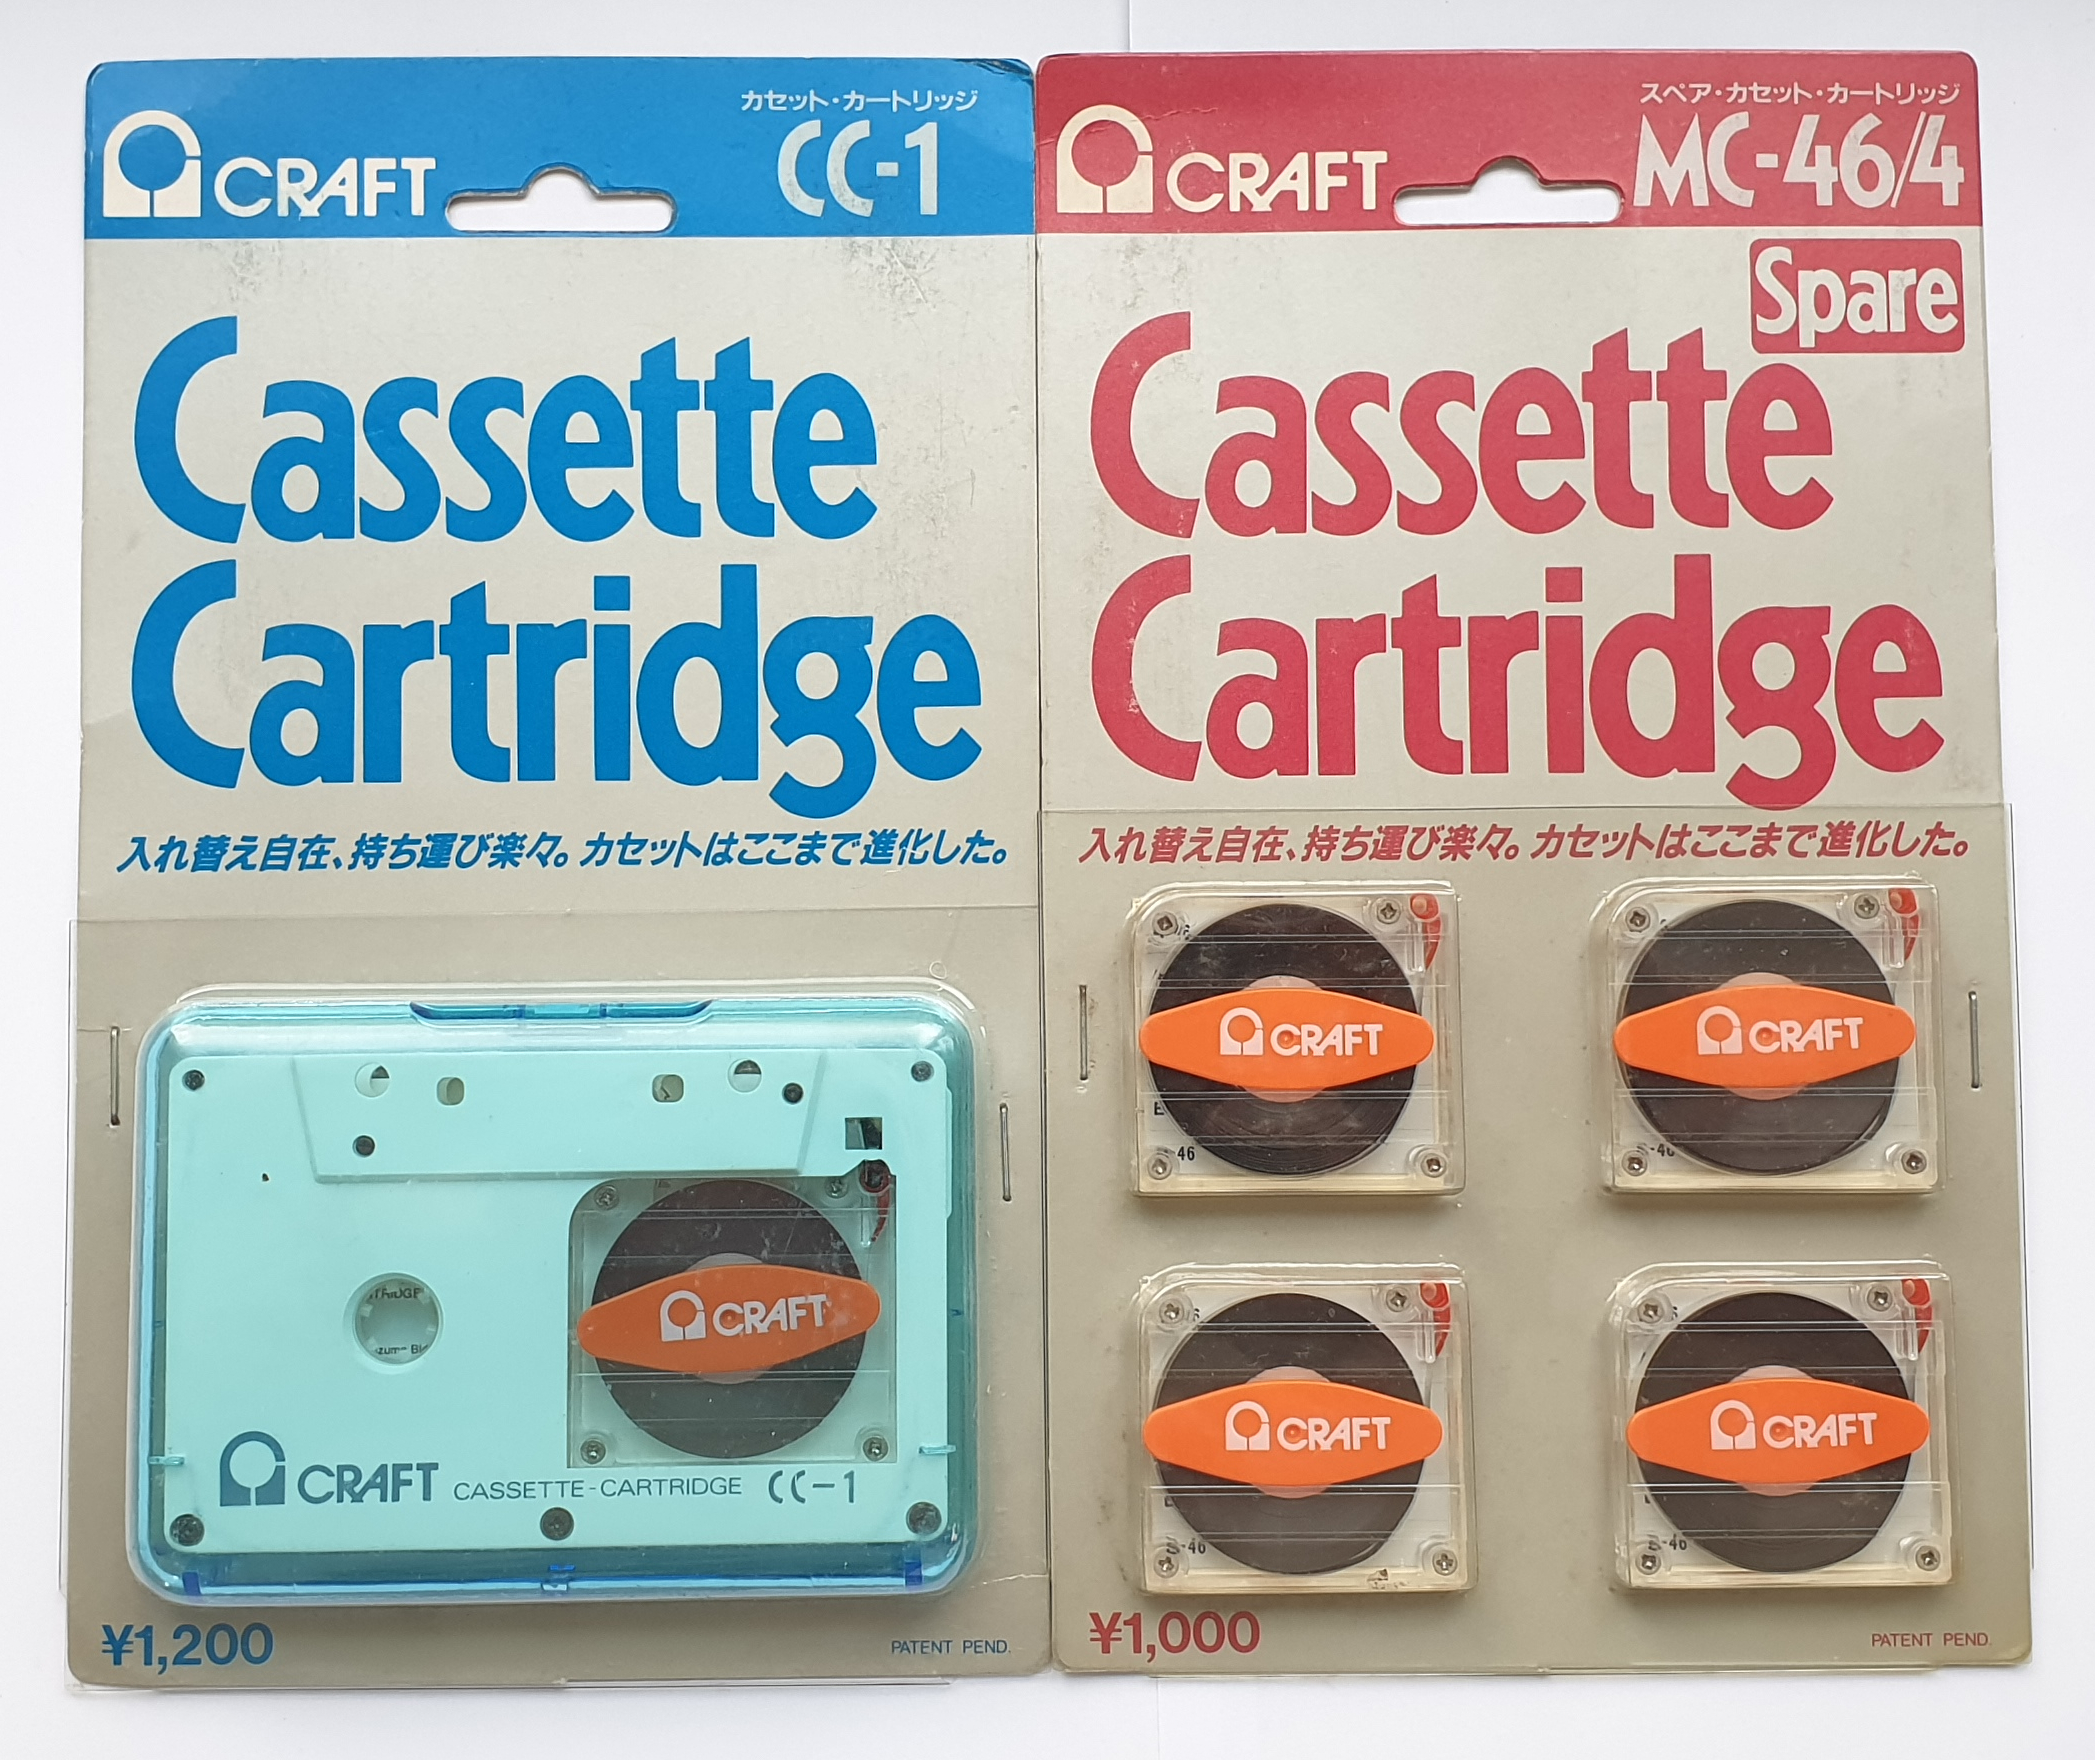 カセット・カートリッジ
CRAFT CC-1
Cassette
Cartridge
入れ替え自在、持ち運び楽々。カセットはここまで進化した。
CRAFT
CRAFT CASSETTE-CARTRIDGE CC-1
¥1,200 PATENT PEND.
スペア・カセット・カートリッジ
CRAFT MC-46/4
Spare
Cassette
Cartridge
入れ替え自在、持ち運び楽々。カセットはここまで進化した。
CRAFT CRAFT
-46 -46
CRAFT CRAFT
-46 -46
¥1,000 PATENT PEND.